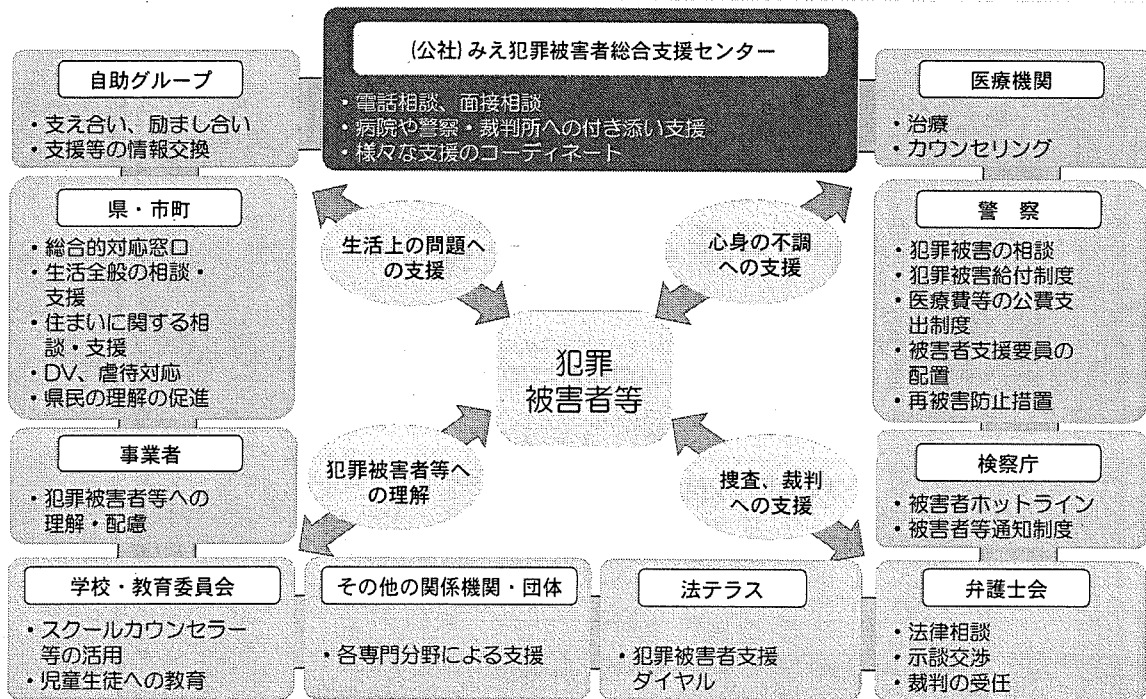 (公社)みえ犯罪被害者総合支援センター
・電話相談、面接相談
・病院や警察・裁判所への付き添い支援
・様々な支援のコーディネート
自助グループ
・支え合い、励まし合い
・支援等の情報交換
医療機関
・治療
・カウンセリング
県・市町
・総合的対応窓口
・生活全般の相談・
支援
・住まいに関する相
談・支援
・DV、虐待対応
・県民の理解の促進
生活上の問題へ
の支援
心身の不調
への支援
警 察
・犯罪被害の相談
・犯罪被害給付制度
・医療費等の公費支
出制度
・被害者支援要員の
配置
・再被害防止措置
犯罪
被害者等
事業者
・犯罪被害者等への
理解・配慮
犯罪被害者等へ
の理解
捜査、裁判
への支援
検察庁
・被害者ホットライン
・被害者等通知制度
学校・教育委員会
・スクールカウンセラー
等の活用
・児童生徒への教育
その他の関係機関・団体
・各専門分野による支援
法テラス
・犯罪被害者支援
ダイヤル
弁護士会
・法律相談
・示談交渉
・裁判の受任